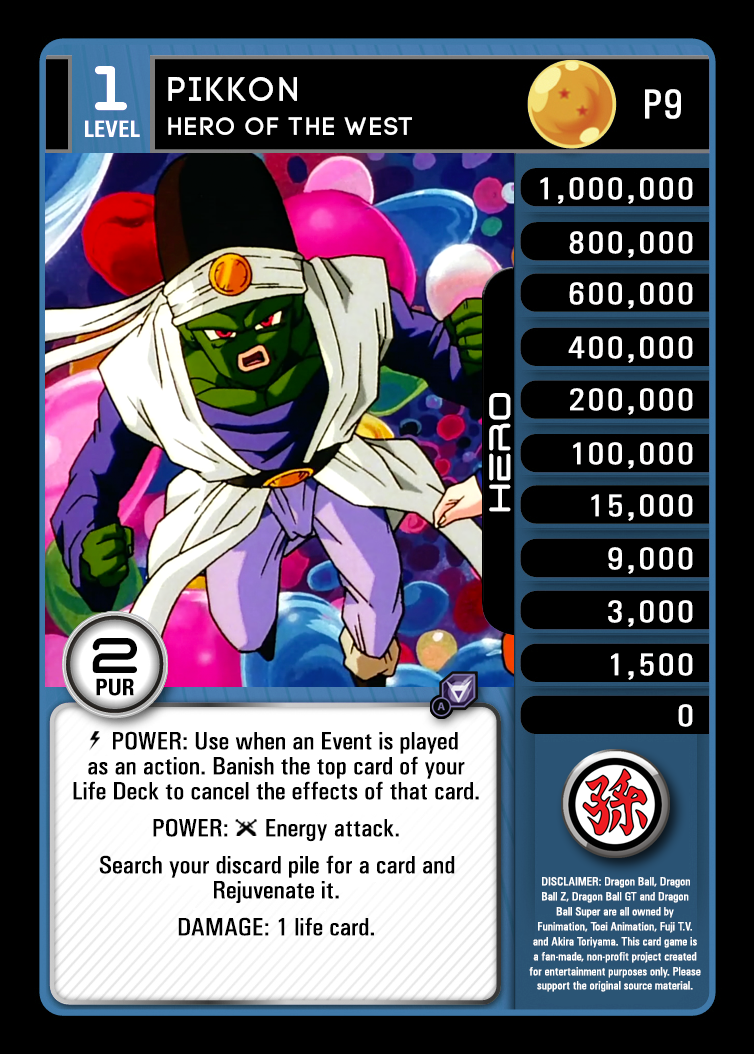 1
LEVEL
PIKKON
HERO OF THE WEST
P9
1,000,000
800,000
600,000
400,000
200,000
100,000
15,000
9,000
3,000
1,500
0
HERO
2
PUR
A
POWER: Use when an Event is played
as an action. Banish the top card of your
Life Deck to cancel the effects of that card.
POWER: Energy attack.
Search your discard pile for a card and
Rejuvenate it.
DAMAGE: 1 life card.
孫
DISCLAIMER: Dragon Ball, Dragon
Ball Z, Dragon Ball GT and Dragon
Ball Super are all owned by
Funimation, Toei Animation, Fuji T.V.
and Akira Toriyama. This card game is
a fan-made, non-profit project created
for entertainment purposes only. Please
support the original source material.